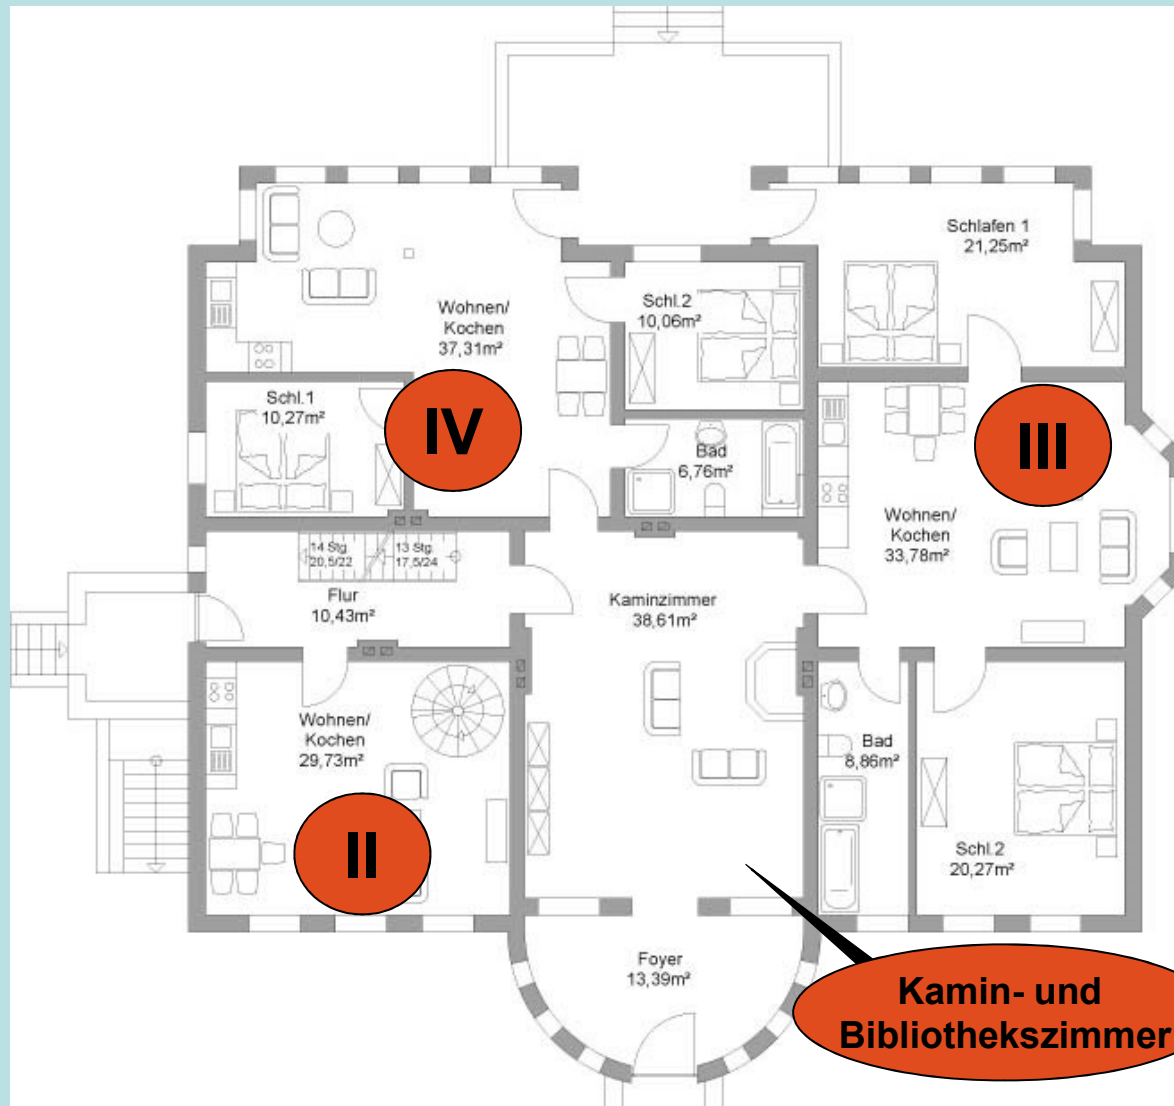 Schlafen 1
21,25m²
Wohnen/
Kochen
37,31m²
Schl.2
10,06m²
Schl.1
10,27m²
IV
III
Bad
6,76m²
Wohnen/
Kochen
33,78m²
14 Stg
20,5/22
13 Stg
17,5/24
Flur
10,43m²
Kaminzimmer
38,61m²
Wohnen/
Kochen
29,73m²
II
Bad
8,86m²
Schl.2
20,27m²
Foyer
13,39m²
Kamin- und
Bibliothekszimmer